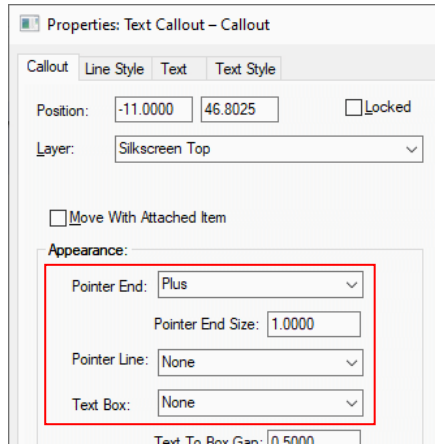 Properties: Text Callout – Callout
Callout Line Style Text Text Style
Position: -11.0000 46.8025 Locked
Layer: Silkscreen Top
Move With Attached Item
Appearance:
Pointer End: Plus
Pointer End Size: 1.0000
Pointer Line: None
Text Box: None
Text To Box Gap: 0.5000